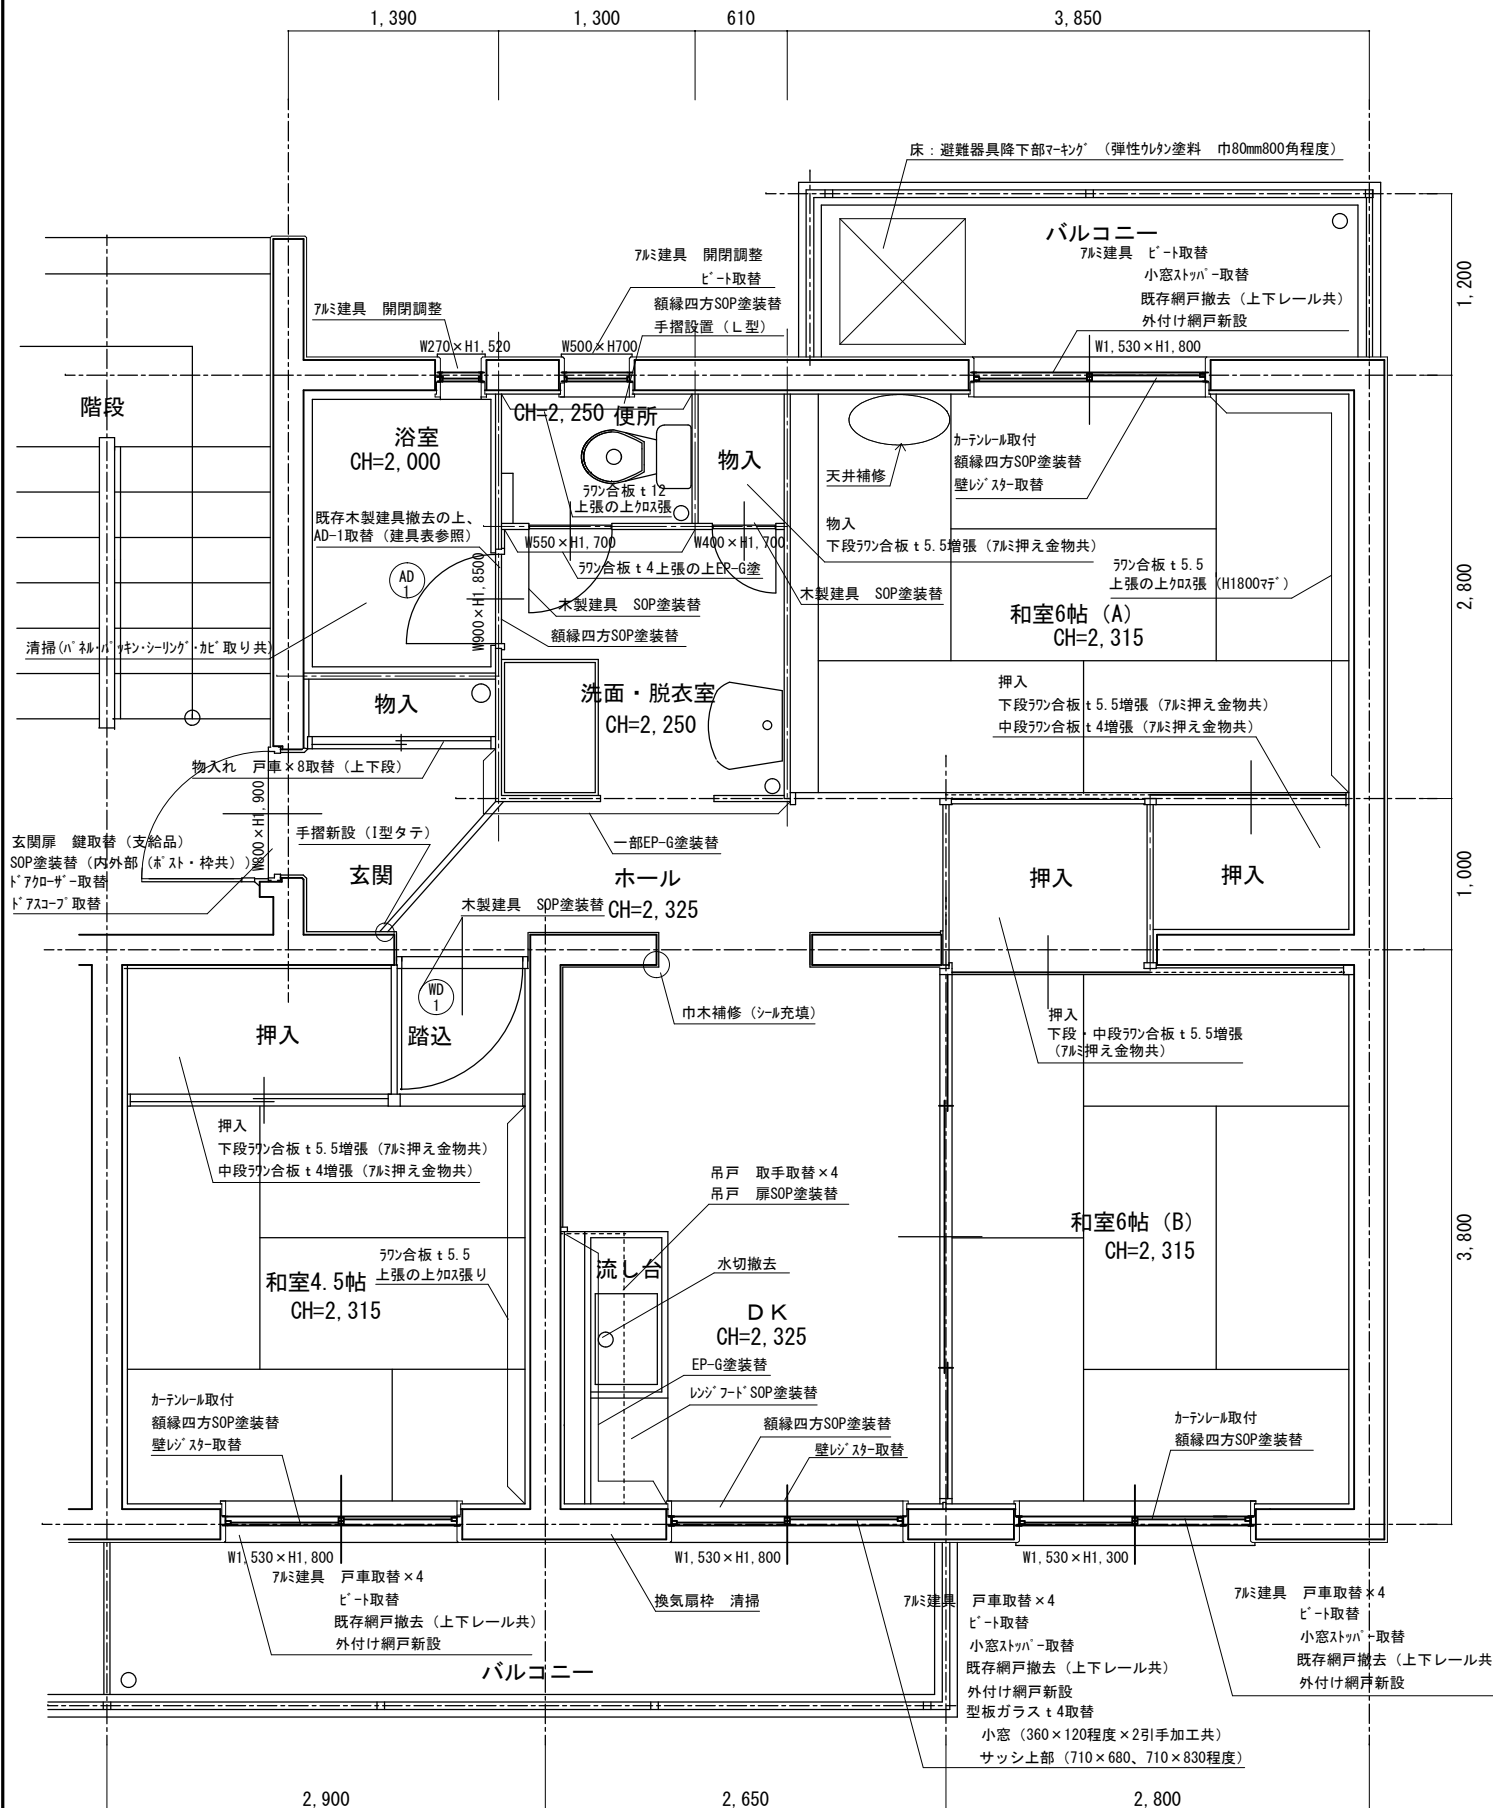 1,390
1,300
610
3,850
床：避難器具降下部ﾏｰｷﾝｸﾞ （弾性ｳﾚﾀﾝ塗料　巾80mm800角程度）
バルコニー
ｱﾙﾐ建具　ﾋﾞｰﾄ取替
小窓ｽﾄｯﾊﾟｰ取替
既存網戸撤去（上下レール共）
外付け網戸新設
W1,530×H1,800
1,200
ｱﾙﾐ建具　開閉調整
ﾋﾞｰﾄ取替
額縁四方SOP塗装替
手摺設置（Ｌ型）
W500×H700
ｱﾙﾐ建具　開閉調整
W270×H1,520
階段
浴室
CH=2,000
CH=2,250 便所
物入
天井補修
ｶｰﾃﾝﾚｰﾙ取付
額縁四方SOP塗装替
壁ﾚｼﾞｽﾀｰ取替
ﾗﾜﾝ合板ｔ12
上張の上ｸﾛｽ張
既存木製建具撤去の上、
AD-1取替（建具表参照）
W550×H1,700
W400×H1,700
物入
下段ﾗﾜﾝ合板ｔ5.5増張（ｱﾙﾐ押え金物共）
ﾗﾜﾝ合板ｔ4上張の上EP-G塗
ﾗﾜﾝ合板ｔ5.5
上張の上ｸﾛｽ張（H1800ﾏﾃﾞ）
AD
1
W900×H1,8500
木製建具　SOP塗装替
木製建具　SOP塗装替
額縁四方SOP塗装替
和室6帖（A）
CH=2,315
2,800
清掃(ﾊﾟﾈﾙ･ﾊﾟｯｷﾝ･ｼｰﾘﾝｸﾞ･ｶﾋﾞ取り共)
物入
洗面・脱衣室
CH=2,250
押入
下段ﾗﾜﾝ合板ｔ5.5増張（ｱﾙﾐ押え金物共）
中段ﾗﾜﾝ合板ｔ4増張（ｱﾙﾐ押え金物共）
物入れ　戸車×8取替（上下段）
W800×H1,900
玄関扉　鍵取替（支給品）
SOP塗装替（内外部（ﾎﾟｽﾄ・枠共））
ﾄﾞｱｸﾛｰｻﾞｰ取替
ﾄﾞｱｽｺｰﾌﾟ取替
手摺新設（I型タテ）
玄関
一部EP-G塗装替
ホール
CH=2,325
押入
押入
1,000
木製建具　SOP塗装替
WD
1
押入
踏込
巾木補修（ｼｰﾙ充填）
押入
下段・中段ﾗﾜﾝ合板ｔ5.5増張
（ｱﾙﾐ押え金物共）
押入
下段ﾗﾜﾝ合板ｔ5.5増張（ｱﾙﾐ押え金物共）
中段ﾗﾜﾝ合板ｔ4増張（ｱﾙﾐ押え金物共）
吊戸　取手取替×4
吊戸　扉SOP塗装替
和室6帖（B）
CH=2,315
3,800
ﾗﾜﾝ合板ｔ5.5
上張の上ｸﾛｽ張り
和室4.5帖
CH=2,315
流し台
水切撤去
ＤＫ
CH=2,325
EP-G塗装替
ﾚﾝｼﾞﾌｰﾄﾞSOP塗装替
額縁四方SOP塗装替
壁ﾚｼﾞｽﾀｰ取替
ｶｰﾃﾝﾚｰﾙ取付
額縁四方SOP塗装替
壁ﾚｼﾞｽﾀｰ取替
ｶｰﾃﾝﾚｰﾙ取付
額縁四方SOP塗装替
W1,530×H1,800
W1,530×H1,800
W1,530×H1,300
ｱﾙﾐ建具　戸車取替×4
ﾋﾞｰﾄ取替
既存網戸撤去（上下レール共）
外付け網戸新設
換気扇枠　清掃
バルコニー
ｱﾙﾐ建具　戸車取替×4
ﾋﾞｰﾄ取替
小窓ｽﾄｯﾊﾟｰ取替
既存網戸撤去（上下レール共）
外付け網戸新設
型板ガラスｔ4取替
小窓（360×120程度×2引手加工共）
サッシ上部（710×680、710×830程度）
ｱﾙﾐ建具　戸車取替×4
ﾋﾞｰﾄ取替
小窓ｽﾄｯﾊﾟｰ取替
既存網戸撤去（上下レール共
外付け網戸新設
2,900
2,650
2,800